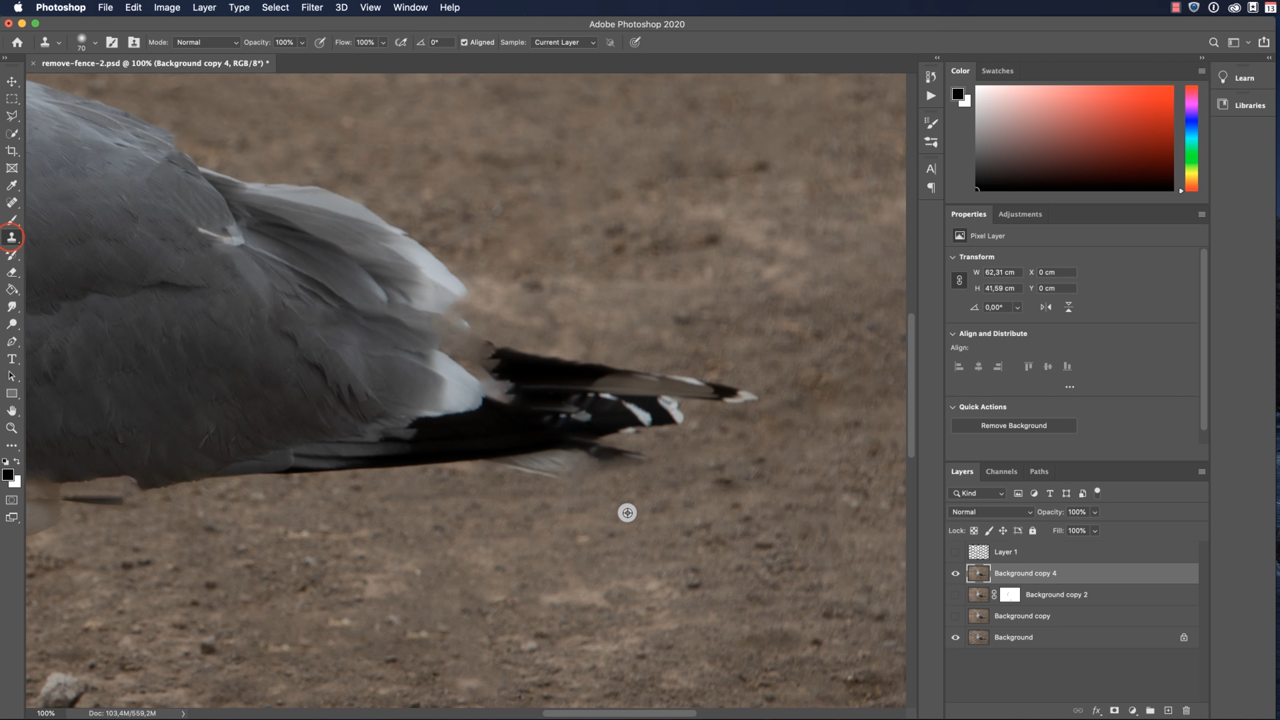 Photoshop File Edit Image Layer Type Select Filter 3D View Window Help
13
Adobe Photoshop 2020
70 Mode: Normal Opacity: 100% Flow: 100% 0° Aligned Sample: Current Layer
remove-fence-2.psd @ 100% (Background copy 4, RGB/8*) *
Color Swatches
Learn
Libraries
Properties Adjustments
Pixel Layer
Transform
W 62,31 cm X 0 cm
H 41,59 cm Y 0 cm
0,00°
Align and Distribute
Align:
Quick Actions
Remove Background
Layers Channels Paths
Kind
Normal Opacity: 100%
Lock: Fill: 100%
Layer 1
Background copy 4
Background copy 2
Background copy
Background
100% Doc: 103,4M/559,2M